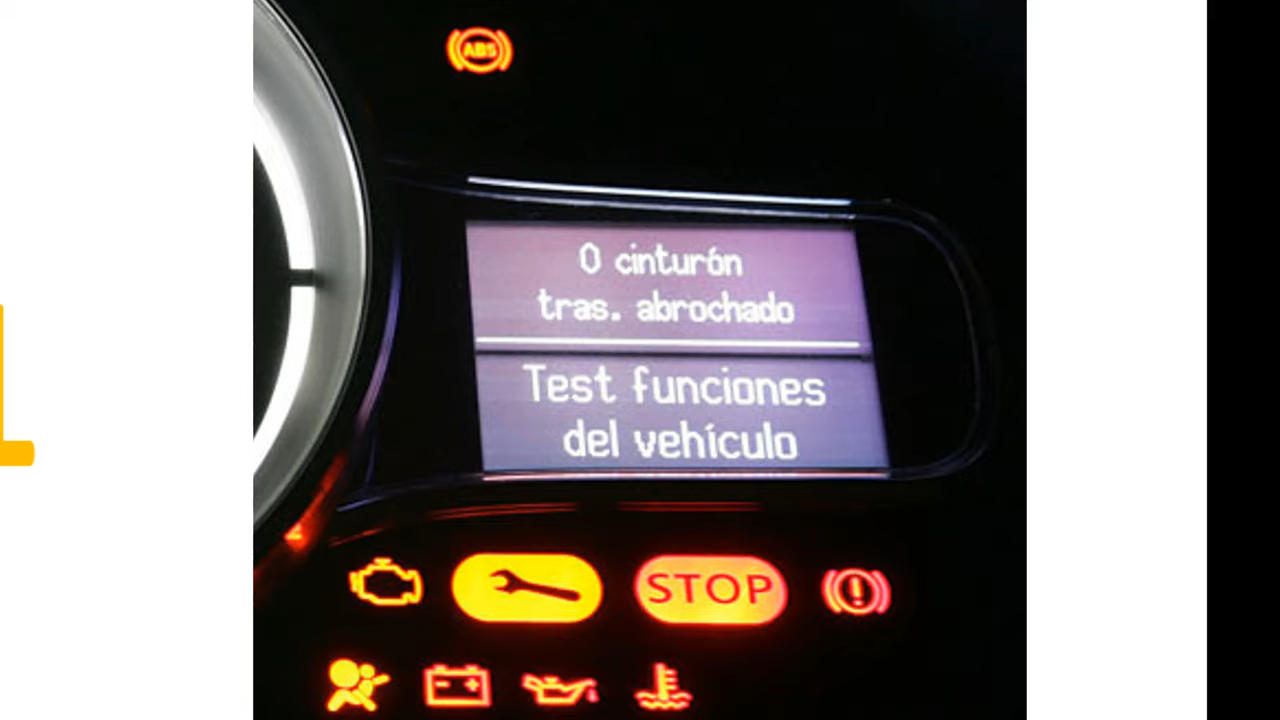 ABS
0 cinturón
tras. abrochado
Test funciones
del vehículo
STOP